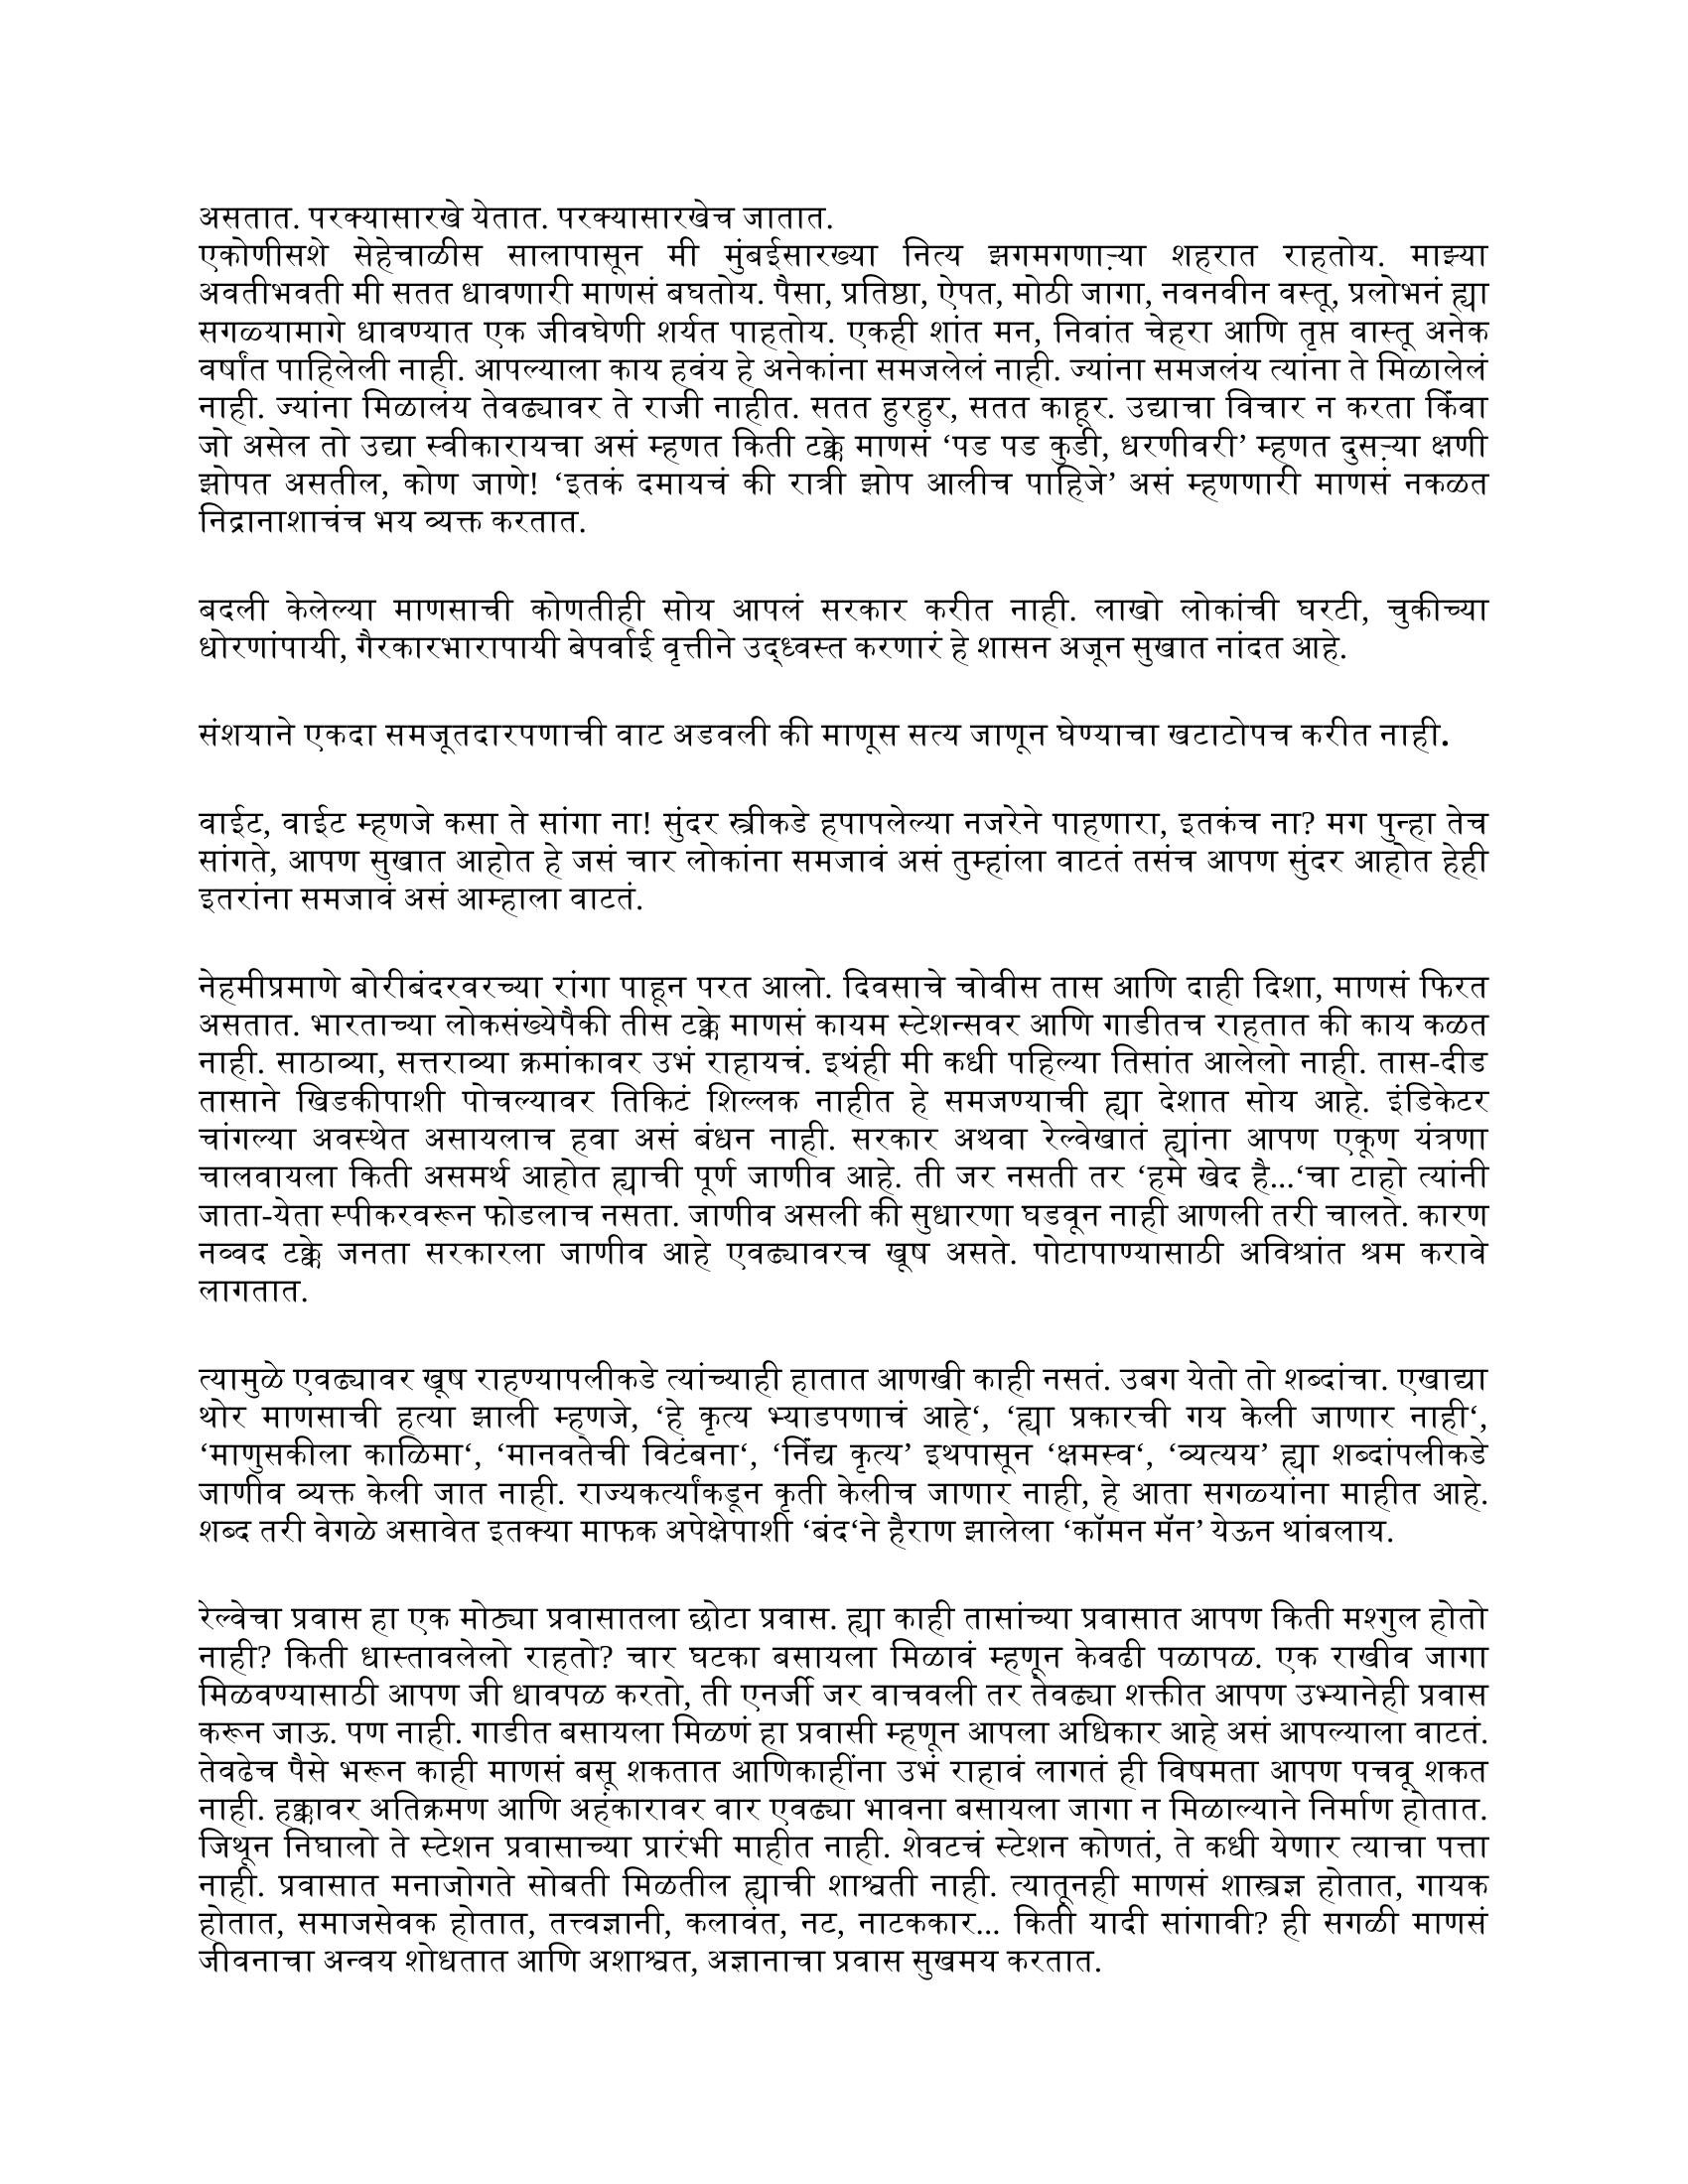 असतात. परक्यासारखे येतात. परक्यासारखेच जातात.
एकोणीसशे सेहेचाळीस सालापासून मी मुंबईसारख्या नित्य झगमगणाऱ्या शहरात राहतोय. माझ्या
अवतीभवती मी सतत धावणारी माणसं बघतोय. पैसा, प्रतिष्ठा, ऐपत, मोठी जागा, नवनवीन वस्तू, प्रलोभनं ह्या
सगळ्यामागे धावण्यात एक जीवघेणी शर्यत पाहतोय. एकही शांत मन, निवांत चेहरा आणि तृप्त वास्तू अनेक
वर्षांत पाहिलेली नाही. आपल्याला काय हवंय हे अनेकांना समजलेलं नाही. ज्यांना समजलंय त्यांना ते मिळालेलं
नाही. ज्यांना मिळालंय तेवढ्यावर ते राजी नाहीत. सतत हुरहुर, सतत काहूर. उद्याचा विचार न करता किंवा
जो असेल तो उद्या स्वीकारायचा असं म्हणत किती टक्के माणसं ‘पड पड कुडी, धरणीवरी’ म्हणत दुसऱ्या क्षणी
झोपत असतील, कोण जाणे! ‘इतकं दमायचं की रात्री झोप आलीच पाहिजे’ असं म्हणणारी माणसं नकळत
निद्रानाशाचंच भय व्यक्त करतात.
बदली केलेल्या माणसाची कोणतीही सोय आपलं सरकार करीत नाही. लाखो लोकांची घरटी, चुकीच्या
धोरणांपायी, गैरकारभारापायी बेपर्वाई वृत्तीने उद्ध्वस्त करणारं हे शासन अजून सुखात नांदत आहे.
संशयाने एकदा समजूतदारपणाची वाट अडवली की माणूस सत्य जाणून घेण्याचा खटाटोपच करीत नाही.
वाईट, वाईट म्हणजे कसा ते सांगा ना! सुंदर स्त्रीकडे हपापलेल्या नजरेने पाहणारा, इतकंच ना? मग पुन्हा तेच
सांगते, आपण सुखात आहोत हे जसं चार लोकांना समजावं असं तुम्हांला वाटतं तसंच आपण सुंदर आहोत हेही
इतरांना समजावं असं आम्हाला वाटतं.
नेहमीप्रमाणे बोरीबंदरवरच्या रांगा पाहून परत आलो. दिवसाचे चोवीस तास आणि दाही दिशा, माणसं फिरत
असतात. भारताच्या लोकसंख्येपैकी तीस टक्के माणसं कायम स्टेशन्सवर आणि गाडीतच राहतात की काय कळत
नाही. साठाव्या, सत्तराव्या क्रमांकावर उभं राहायचं. इथंही मी कधी पहिल्या तिसांत आलेलो नाही. तास-दीड
तासाने खिडकीपाशी पोचल्यावर तिकिटं शिल्लक नाहीत हे समजण्याची ह्या देशात सोय आहे. इंडिकेटर
चांगल्या अवस्थेत असायलाच हवा असं बंधन नाही. सरकार अथवा रेल्वेखातं ह्यांना आपण एकूण यंत्रणा
चालवायला किती असमर्थ आहोत ह्याची पूर्ण जाणीव आहे. ती जर नसती तर ‘हमे खेद है...‘चा टाहो त्यांनी
जाता-येता स्पीकरवरून फोडलाच नसता. जाणीव असली की सुधारणा घडवून नाही आणली तरी चालते. कारण
नव्वद टक्के जनता सरकारला जाणीव आहे एवढ्यावरच खूष असते. पोटापाण्यासाठी अविश्रांत श्रम करावे
लागतात.
त्यामुळे एवढ्यावर खूष राहण्यापलीकडे त्यांच्याही हातात आणखी काही नसतं. उबग येतो तो शब्दांचा. एखाद्या
थोर माणसाची हत्या झाली म्हणजे, ‘हे कृत्य भ्याडपणाचं आहे‘, ‘ह्या प्रकारची गय केली जाणार नाही‘,
‘माणुसकीला काळिमा‘, ‘मानवतेची विटंबना‘, ‘निंद्य कृत्य’ इथपासून ‘क्षमस्व‘, ‘व्यत्यय’ ह्या शब्दांपलीकडे
जाणीव व्यक्त केली जात नाही. राज्यकर्त्यांकडून कृती केलीच जाणार नाही, हे आता सगळ्यांना माहीत आहे.
शब्द तरी वेगळे असावेत इतक्या माफक अपेक्षेपाशी ‘बंद‘ने हैराण झालेला ‘कॉमन मॅन’ येऊन थांबलाय.
रेल्वेचा प्रवास हा एक मोठ्या प्रवासातला छोटा प्रवास. ह्या काही तासांच्या प्रवासात आपण किती मश्गुल होतो
नाही? किती धास्तावलेलो राहतो? चार घटका बसायला मिळावं म्हणून केवढी पळापळ. एक राखीव जागा
मिळवण्यासाठी आपण जी धावपळ करतो, ती एनर्जी जर वाचवली तर तेवढ्या शक्तीत आपण उभ्यानेही प्रवास
करून जाऊ. पण नाही. गाडीत बसायला मिळणं हा प्रवासी म्हणून आपला अधिकार आहे असं आपल्याला वाटतं.
तेवढेच पैसे भरून काही माणसं बसू शकतात आणिकाहींना उभं राहावं लागतं ही विषमता आपण पचवू शकत
नाही. हक्कावर अतिक्रमण आणि अहंकारावर वार एवढ्या भावना बसायला जागा न मिळाल्याने निर्माण होतात.
जिथून निघालो ते स्टेशन प्रवासाच्या प्रारंभी माहीत नाही. शेवटचं स्टेशन कोणतं, ते कधी येणार त्याचा पत्ता
नाही. प्रवासात मनाजोगते सोबती मिळतील ह्याची शाश्वती नाही. त्यातूनही माणसं शास्त्रज्ञ होतात, गायक
होतात, समाजसेवक होतात, तत्त्वज्ञानी, कलावंत, नट, नाटककार... किती यादी सांगावी? ही सगळी माणसं
जीवनाचा अन्वय शोधतात आणि अशाश्वत, अज्ञानाचा प्रवास सुखमय करतात.